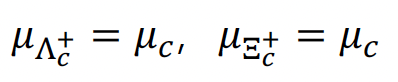 μ_{Λ_c^+} = μ_c, μ_{Ξ_c^+} = μ_c